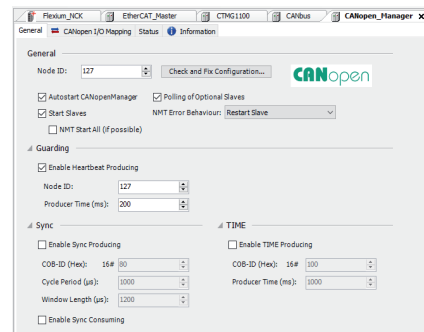 Flexium_NCK EtherCAT_Master CTMG1100 CANbus CANopen_Manager x
General CANopen I/O Mapping Status Information
General
Node ID: 127 Check and Fix Configuration... CANopen
Autostart CANopenManager Polling of Optional Slaves
Start Slaves NMT Error Behaviour: Restart Slave
NMT Start All (if possible)
Guarding
Enable Heartbeat Producing
Node ID: 127
Producer Time (ms): 200
Sync TIME
Enable Sync Producing Enable TIME Producing
COB-ID (Hex): 16# 80 COB-ID (Hex): 16# 100
Cycle Period (µs): 1000 Producer Time (ms): 1000
Window Length (µs): 1200
Enable Sync Consuming